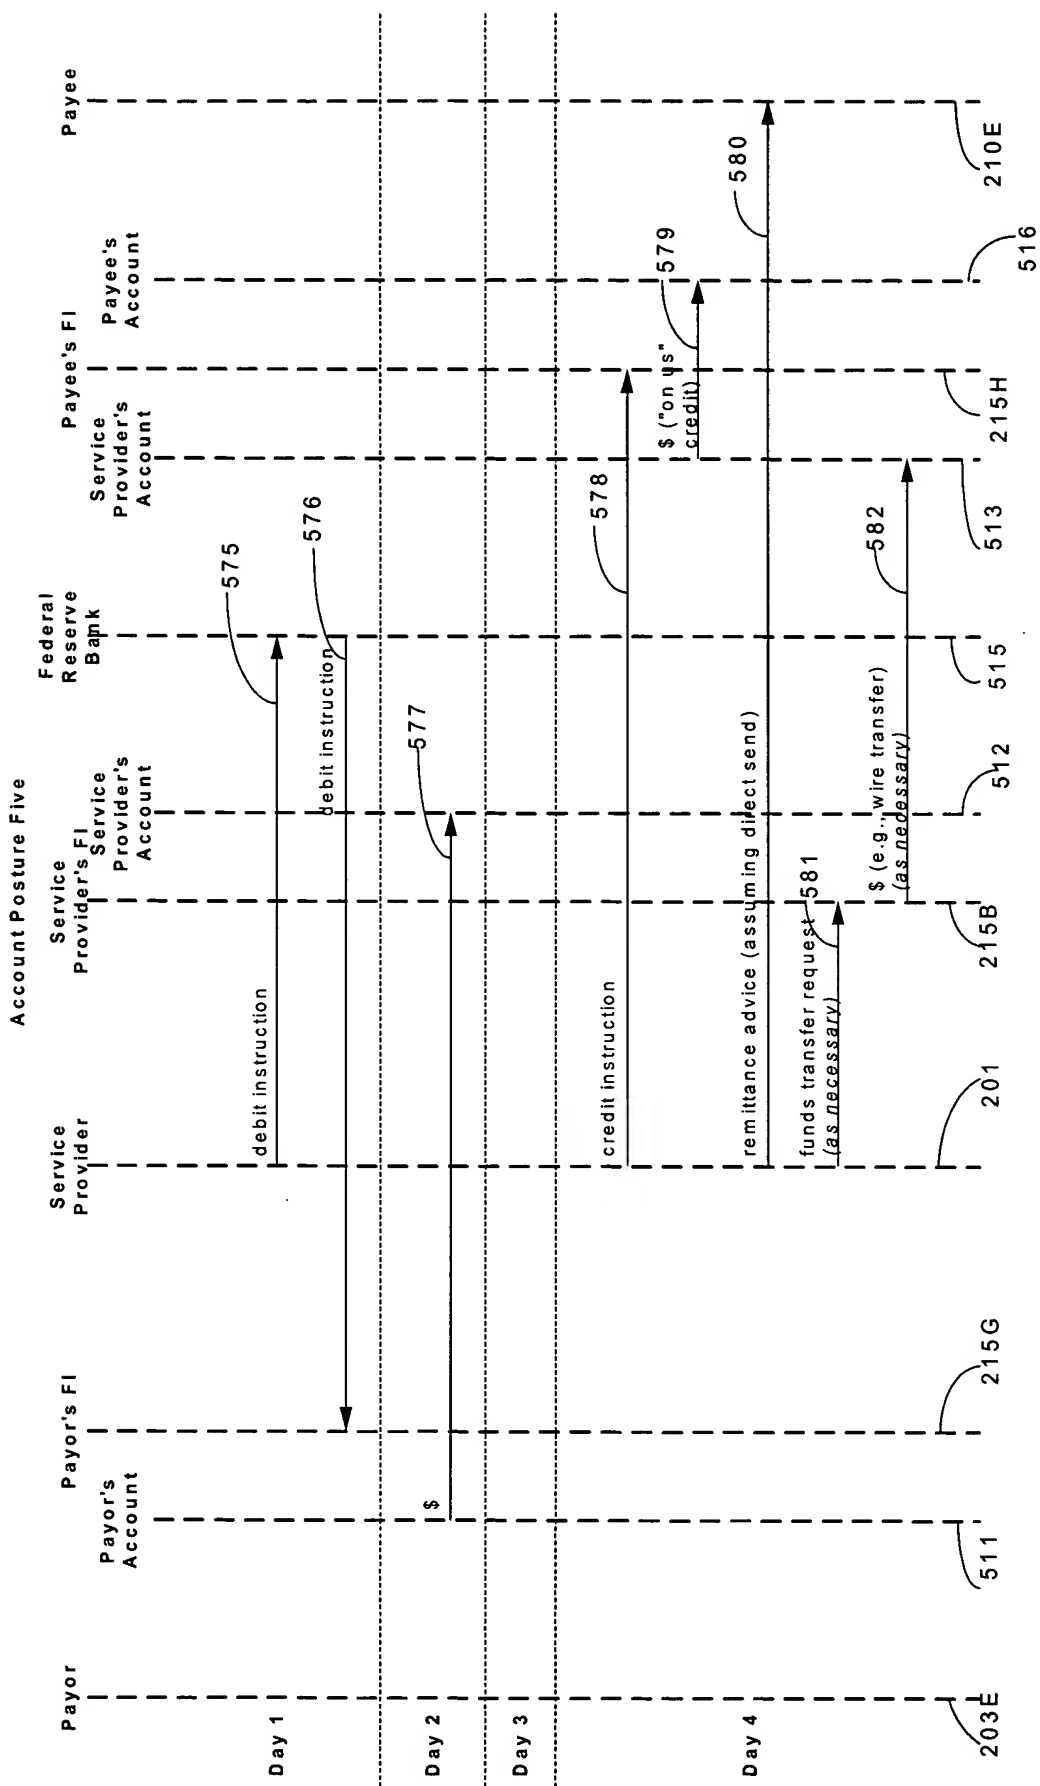 Account Posture Five
Payor
Payor's
Account
Payor's FI
Service
Provider
Service
Provider's FI
Service
Provider's
Account
Federal
Reserve
Bank
Service
Provider's
Account
Payee's FI
Payee's
Account
Payee
Day 1
debit instruction
575
debit instruction
576
Day 2
$
577
Day 3
Day 4
credit instruction
578
$ ("on us"
credit)
579
remittance advice (assuming direct send)
580
funds transfer request
(as necessary)
581
$ (e.g., wire transfer)
(as necessary)
582
203E
511
215G
201
215B
512
515
513
215H
516
210E